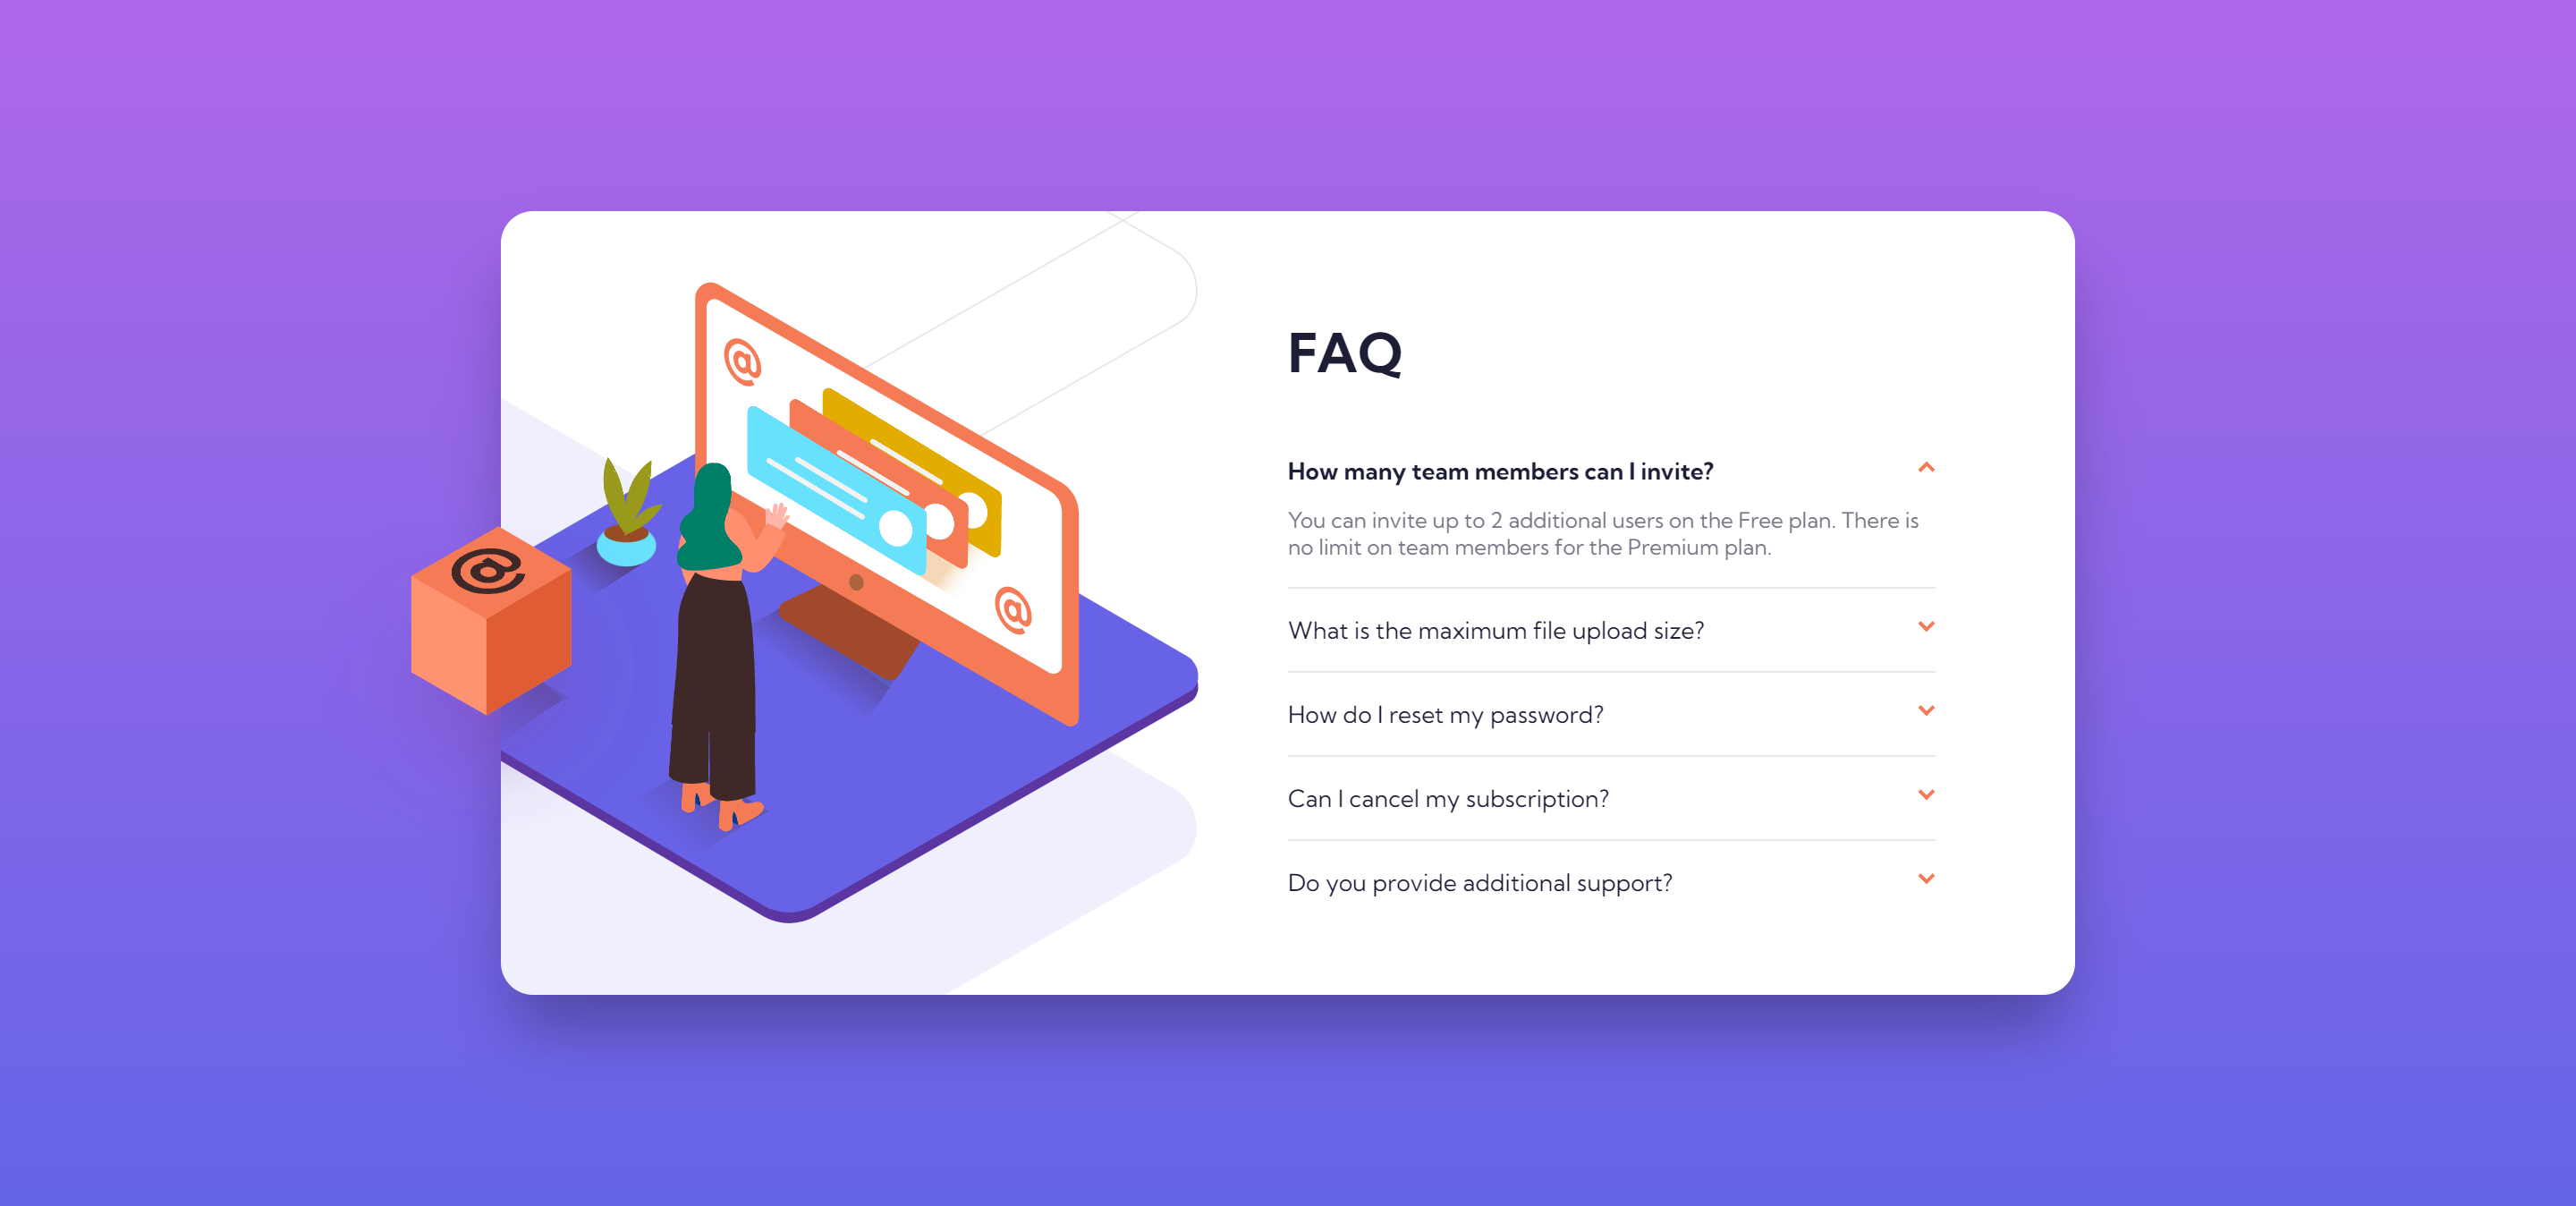 @
@
@
FAQ
How many team members can I invite?
You can invite up to 2 additional users on the Free plan. There is
no limit on team members for the Premium plan.
What is the maximum file upload size?
How do I reset my password?
Can I cancel my subscription?
Do you provide additional support?